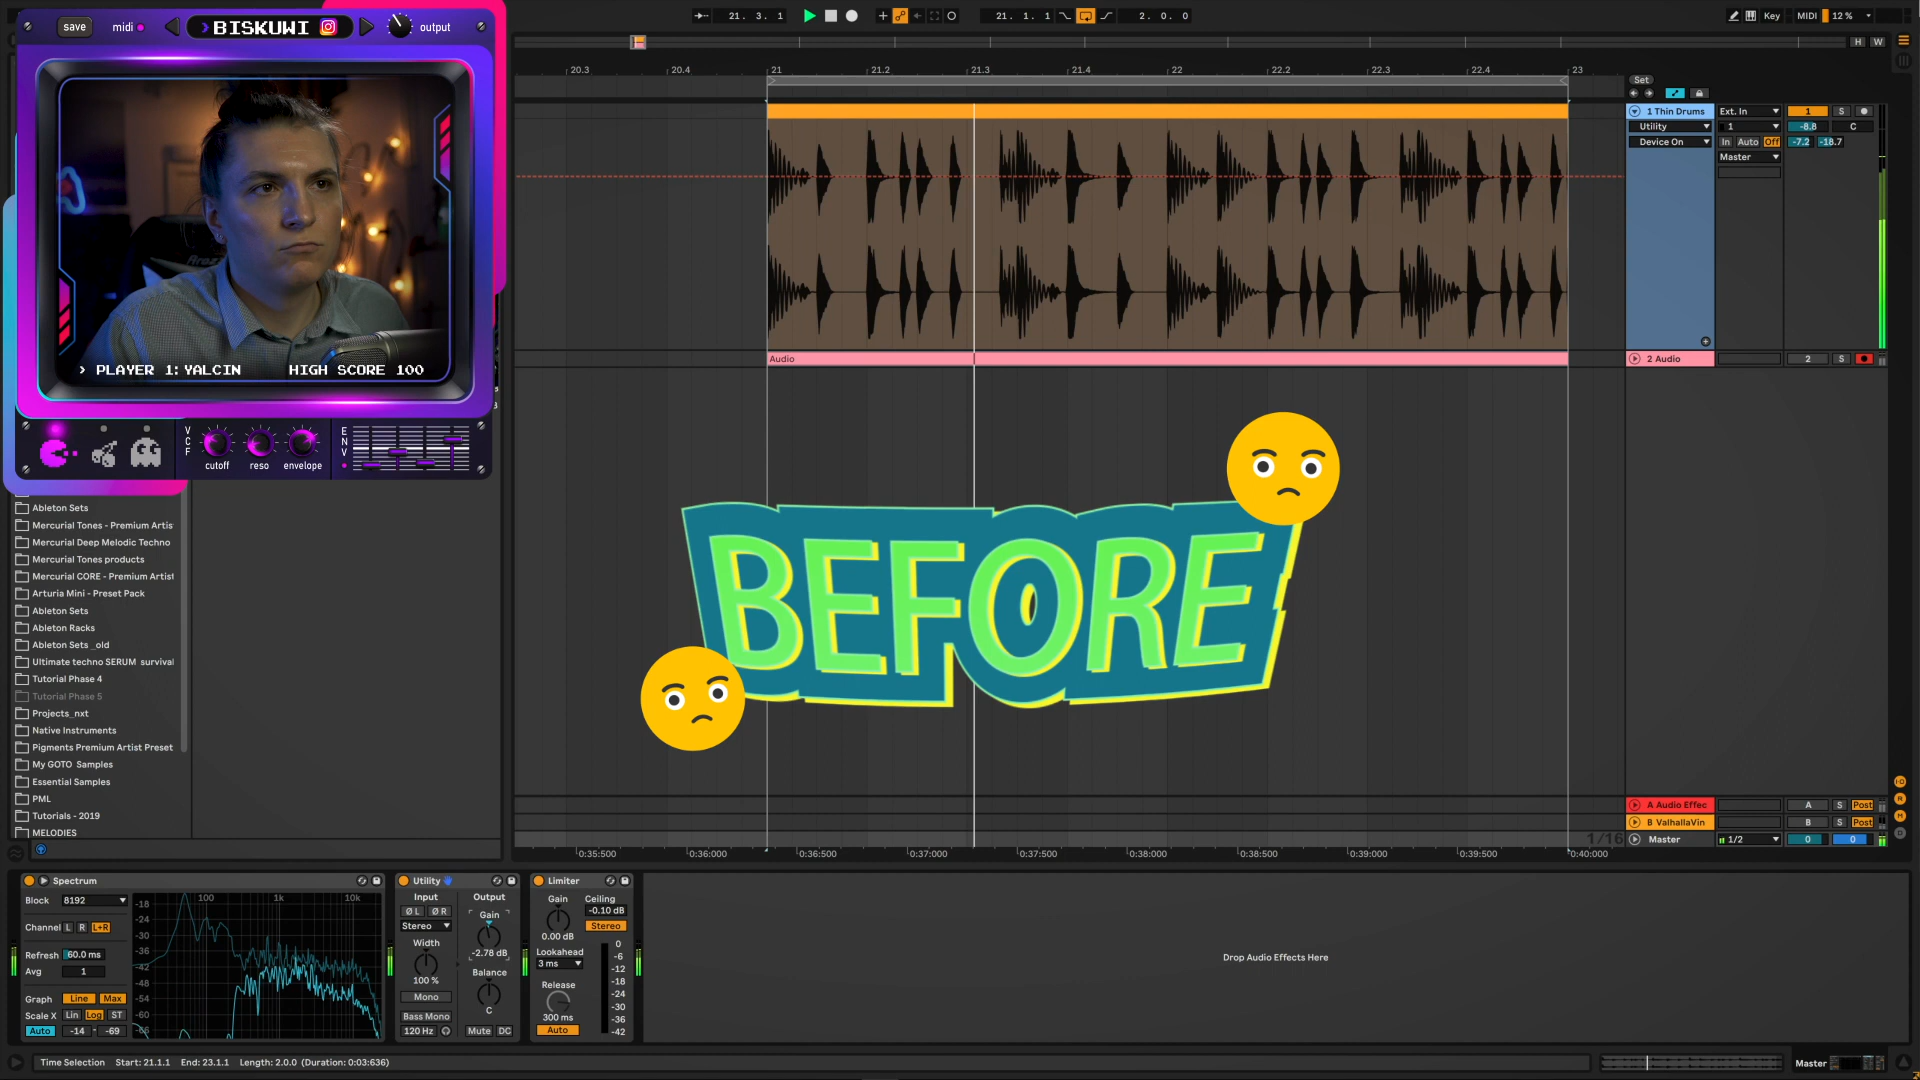 save
midi
BISKUWI
output
PLAYER 1: YALCIN
HIGH SCORE 100
VCF
cutoff
reso
envelope
ENV
21. 3. 1
21. 1. 1
2. 0. 0
Key
MIDI
12 %
H
W
20.3
20.4
21
21.2
21.3
21.4
22
22.2
22.3
22.4
23
Set
1 Thin Drums
Ext. In
1
S
Utility
1
-8.8
C
Device On
In
Auto
Off
-7.2
-18.7
Master
Audio
2 Audio
2
S
BEFORE
Ableton Sets
Mercurial Tones - Premium Artis
Mercurial Deep Melodic Techno
Mercurial Tones products
Mercurial CORE - Premium Artist
Arturia Mini - Preset Pack
Ableton Sets
Ableton Racks
Ableton Sets _old
Ultimate techno SERUM survival
Tutorial Phase 4
Tutorial Phase 5
Projects_nxt
Native Instruments
Pigments Premium Artist Preset
My GOTO Samples
Essential Samples
PML
Tutorials - 2019
MELODIES
A Audio Effec
A
S
Post
B ValhallaVin
B
S
Post
1/16
Master
1/2
0
0
0:35:500
0:36:000
0:36:500
0:37:000
0:37:500
0:38:000
0:38:500
0:39:000
0:39:500
0:40:000
Spectrum
Block
8192
Channel
L
R
L+R
Refresh
60.0 ms
Avg
1
Graph
Line
Max
Scale X
Lin
Log
ST
Auto
-14
-69
100
1k
10k
-18
-24
-30
-36
-42
-48
-54
-60
-66
Utility
Input
Output
Ø L
Ø R
Gain
Stereo
Width
-2.78 dB
Balance
100 %
Mono
C
Bass Mono
120 Hz
Mute
DC
Limiter
Gain
Ceiling
-0.10 dB
Stereo
0.00 dB
Lookahead
3 ms
Release
300 ms
Auto
0
-6
-12
-18
-24
-30
-36
-42
Drop Audio Effects Here
Time Selection
Start: 21.1.1
End: 23.1.1
Length: 2.0.0
(Duration: 0:03:636)
Master